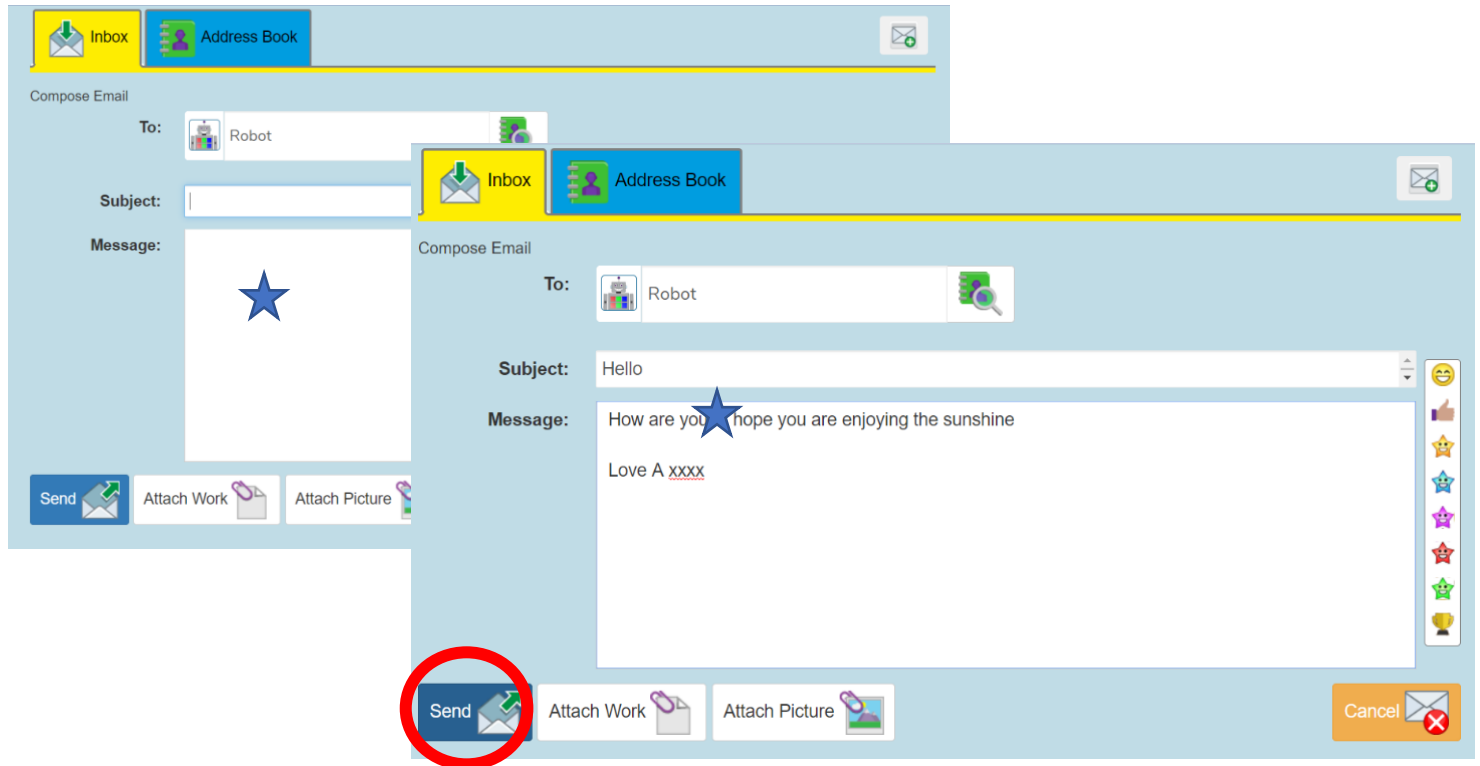 Inbox
Address Book
Compose Email
To:
Robot
Subject:
Message:
Send
Attach Work
Attach Picture
Inbox
Address Book
Compose Email
To:
Robot
Subject:
Hello
Message:
How are you hope you are enjoying the sunshine
Love A xxxx
Send
Attach Work
Attach Picture
Cancel